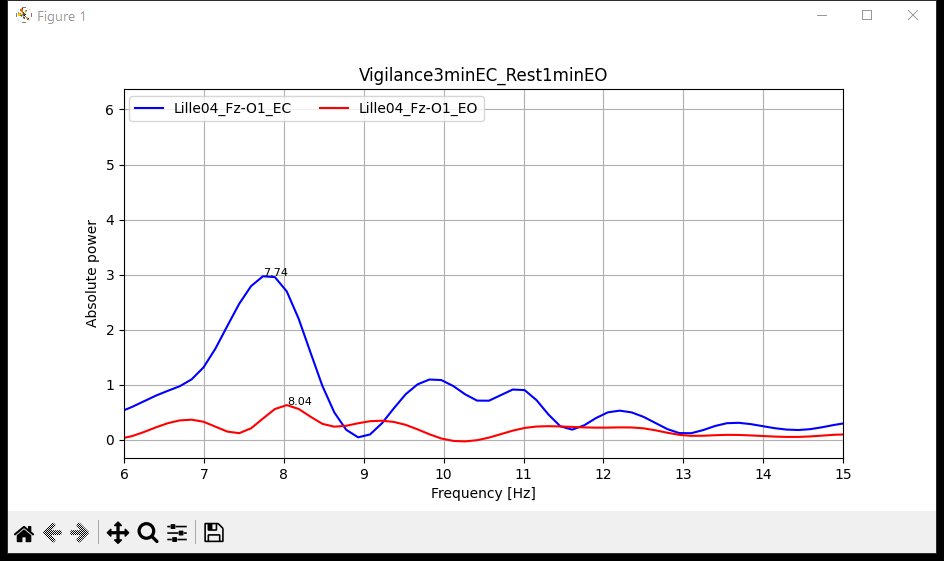 Figure 1
Vigilance3minEC_Rest1minEO
Lille04_Fz-O1_EC Lille04_Fz-O1_EO
6
5
4
3
2
1
0
Absolute power
7.74
8.04
6 7 8 9 10 11 12 13 14 15
Frequency [Hz]